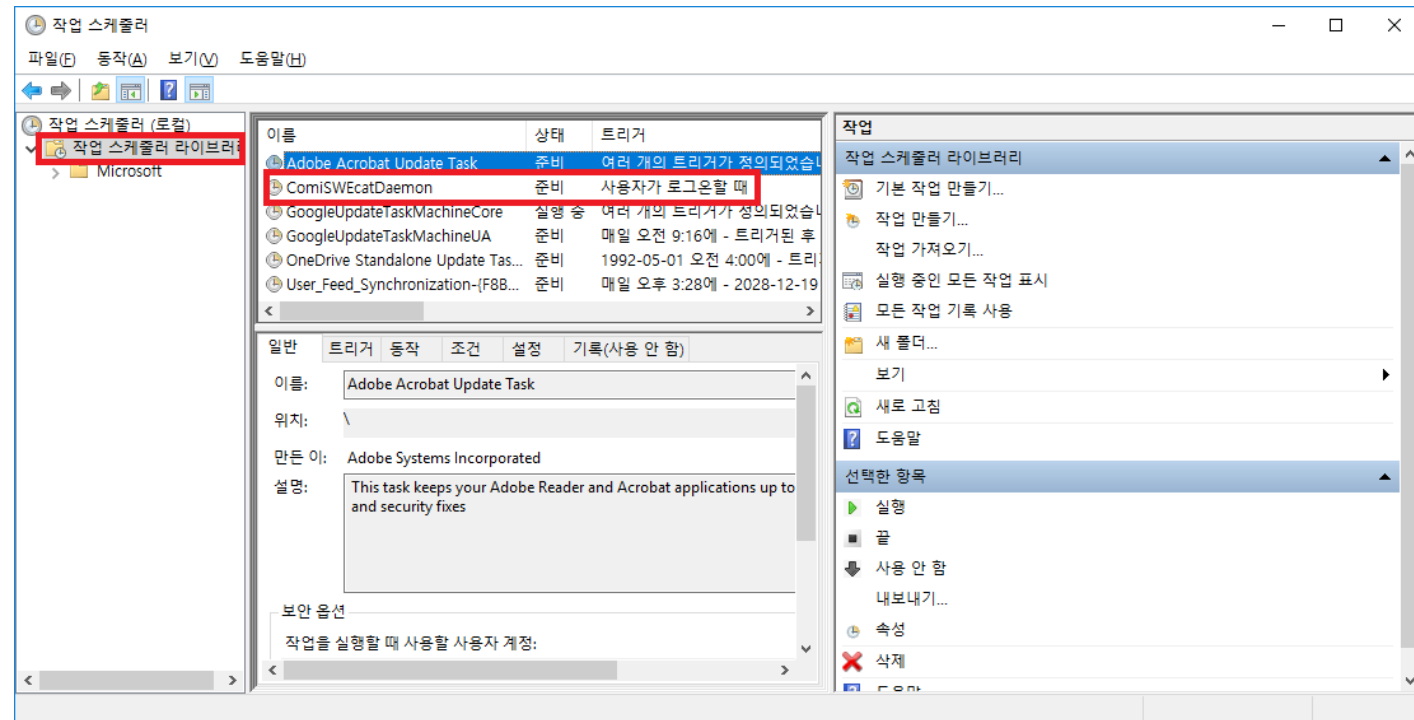 작업 스케줄러
파일(F) 동작(A) 보기(V) 도움말(H)
작업 스케줄러 (로컬)
작업 스케줄러 라이브러리
Microsoft
이름 상태 트리거
Adobe Acrobat Update Task 준비 여러 개의 트리거가 정의되었습니
ComiSWEcatDaemon 준비 사용자가 로그온할 때
GoogleUpdateTaskMachineCore 실행 중 여러 개의 트리거가 정의되었습니
GoogleUpdateTaskMachineUA 준비 매일 오전 9:16에 - 트리거된 후
OneDrive Standalone Update Tas... 준비 1992-05-01 오전 4:00에 - 트리
User_Feed_Synchronization-{F8B... 준비 매일 오후 3:28에 - 2028-12-19
일반 트리거 동작 조건 설정 기록(사용 안 함)
이름: Adobe Acrobat Update Task
위치: \
만든 이: Adobe Systems Incorporated
설명: This task keeps your Adobe Reader and Acrobat applications up to
and security fixes
보안 옵션
작업을 실행할 때 사용할 사용자 계정:
작업
작업 스케줄러 라이브러리
기본 작업 만들기...
작업 만들기...
작업 가져오기...
실행 중인 모든 작업 표시
모든 작업 기록 사용
새 폴더...
보기
새로 고침
도움말
선택한 항목
실행
끝
사용 안 함
내보내기...
속성
삭제